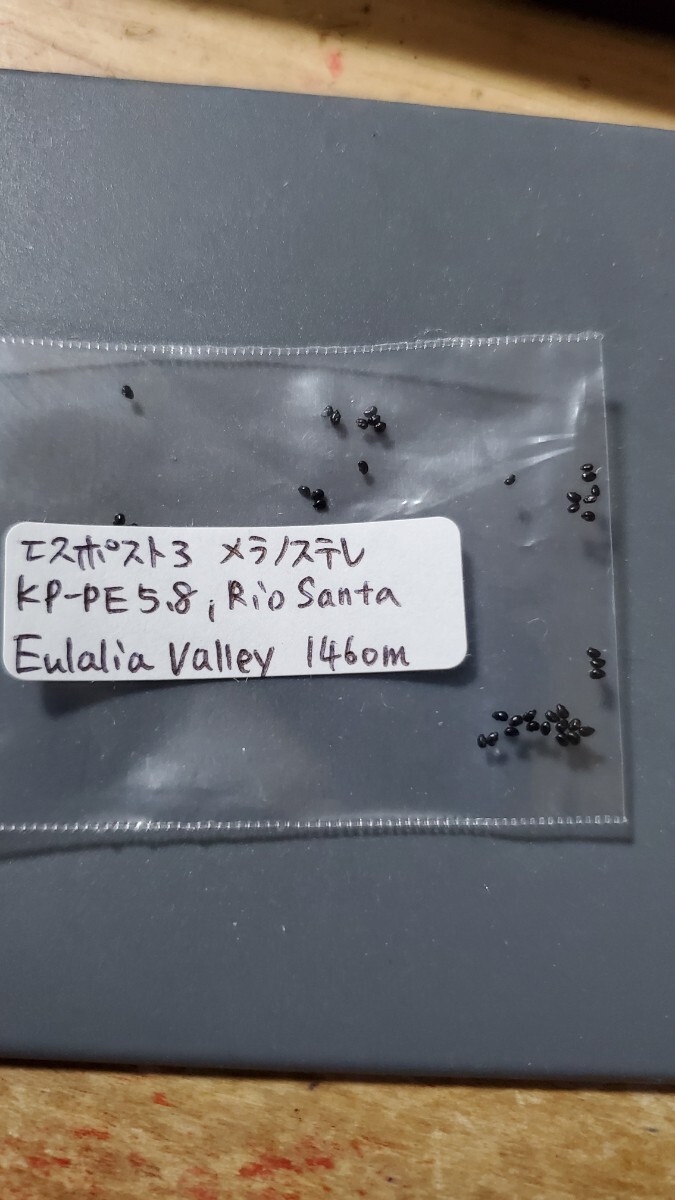 エスポストヨ メラノステレ
KP-PE5.8, Rio Santa
Eulalia Valley 1460m